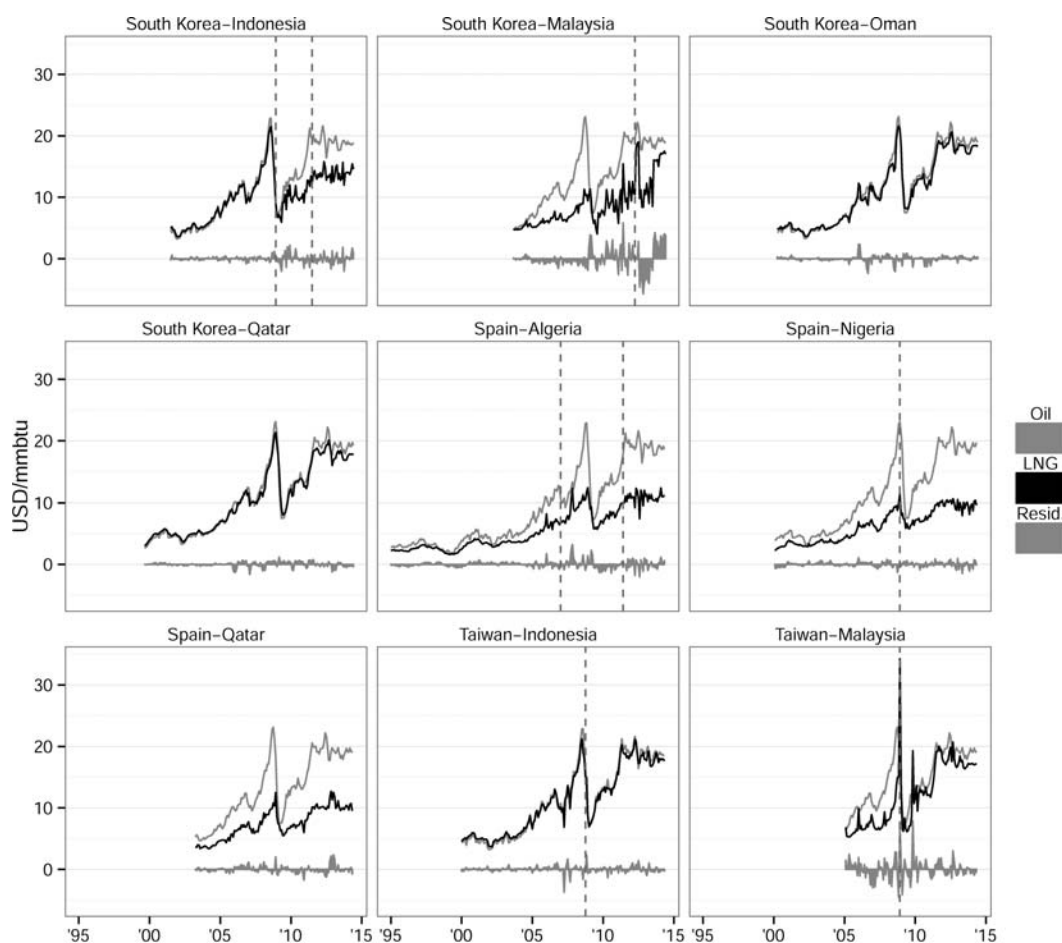 South Korea–Indonesia
South Korea–Malaysia
South Korea–Oman
30
20
10
0
South Korea–Qatar
Spain–Algeria
Spain–Nigeria
USD/mmbtu
30
20
10
0
Oil
LNG
Resid
Spain–Qatar
Taiwan–Indonesia
Taiwan–Malaysia
30
20
10
0
'95 '00 '05 '10 '15 '95 '00 '05 '10 '15 '95 '00 '05 '10 '15